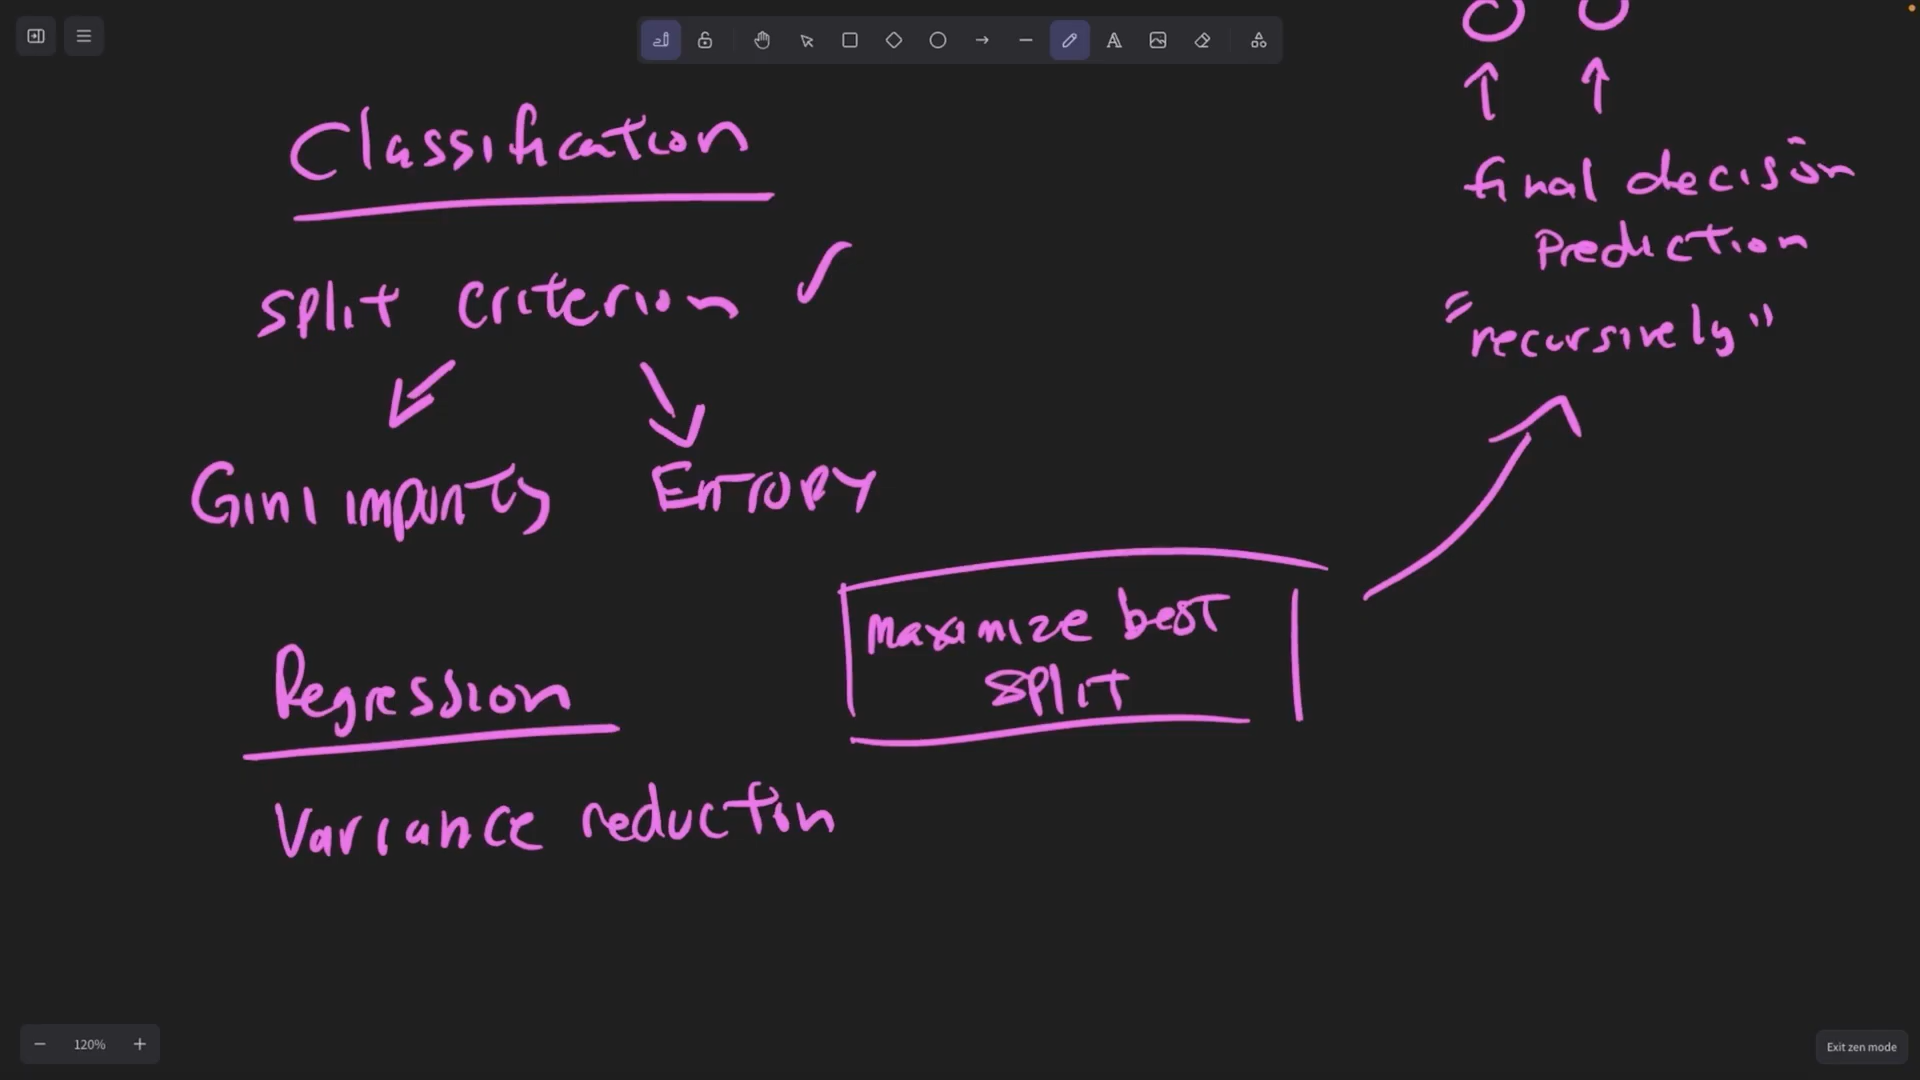 Classification
split criterion
Gini impurity
Entropy
Regression
Variance reduction
maximize best
split
final decision
Prediction
"recursively"
120%
Exit zen mode